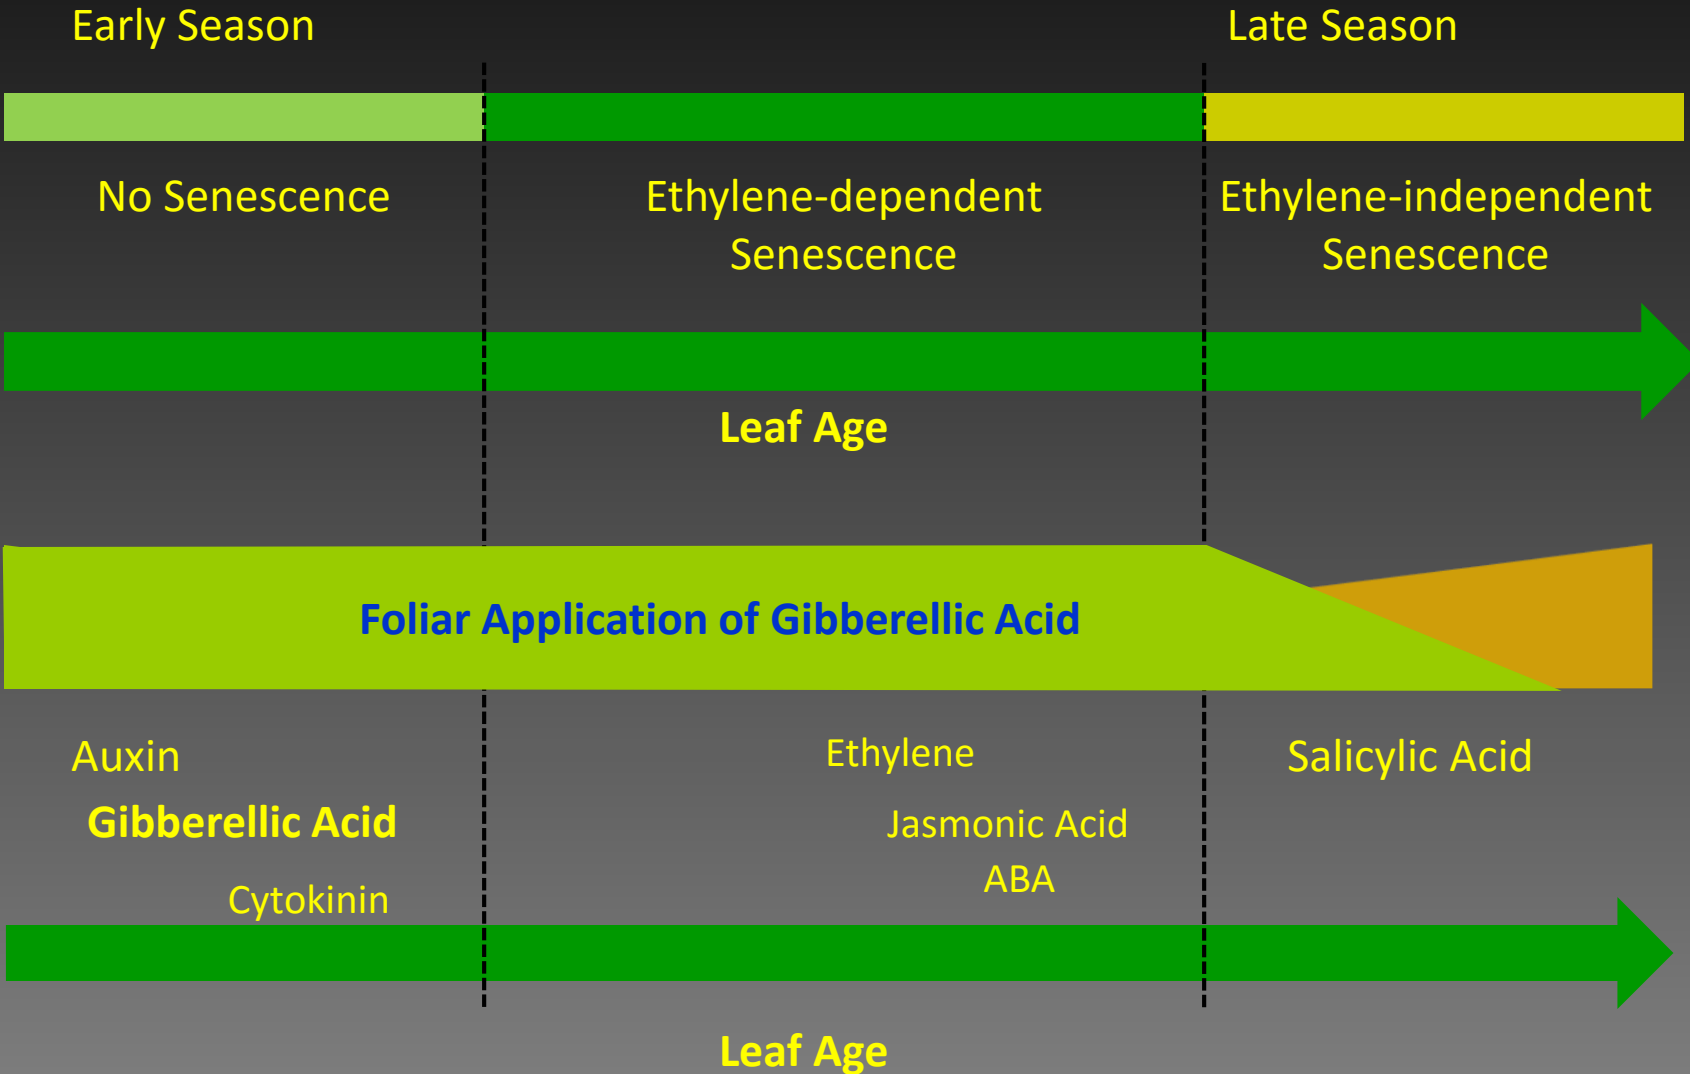 Early Season
Late Season
No Senescence
Ethylene-dependent
Senescence
Ethylene-independent
Senescence
Leaf Age
Foliar Application of Gibberellic Acid
Auxin
Gibberellic Acid
Cytokinin
Ethylene
Jasmonic Acid
ABA
Salicylic Acid
Leaf Age